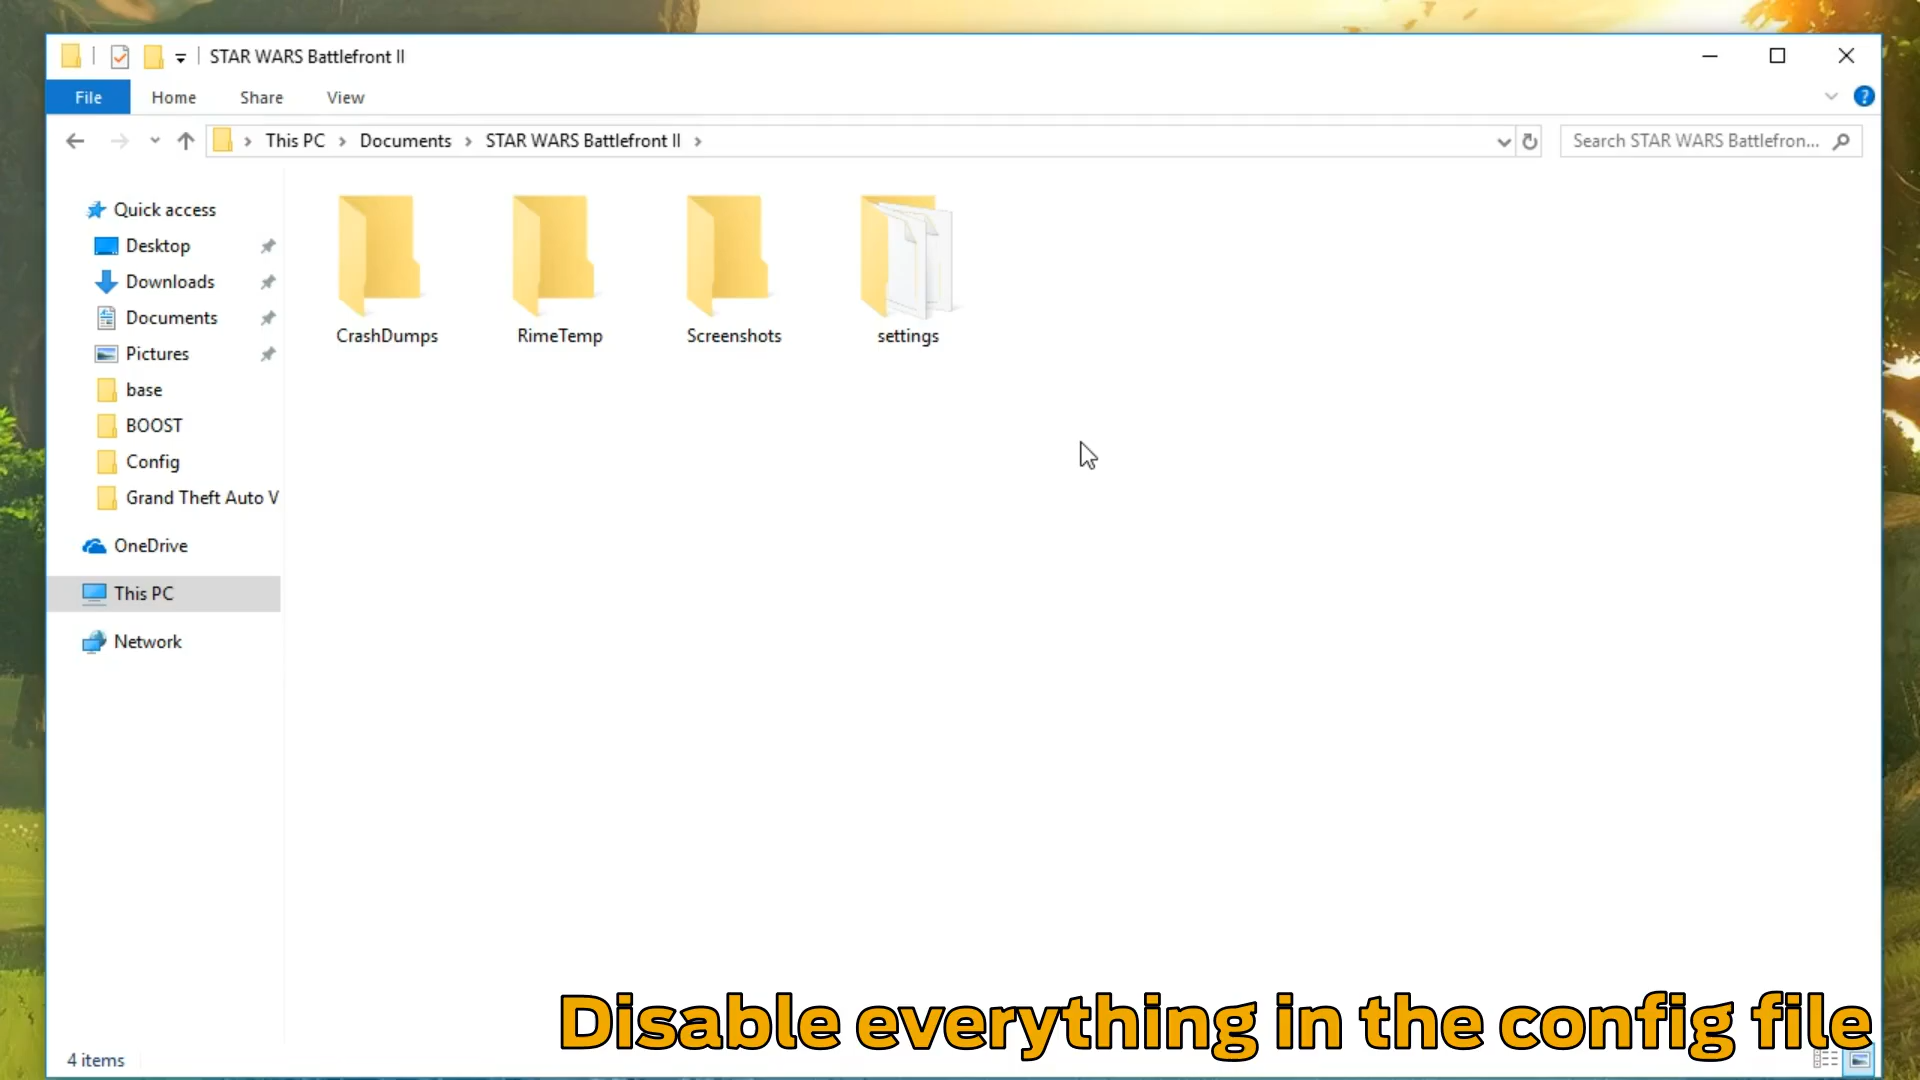 STAR WARS Battlefront II
File Home Share View
This PC Documents STAR WARS Battlefront II
Search STAR WARS Battlefron...
Quick access
Desktop
Downloads
Documents
Pictures
base
BOOST
Config
Grand Theft Auto V
OneDrive
This PC
Network
CrashDumps RimeTemp Screenshots settings
Disable everything in the config file
4 items